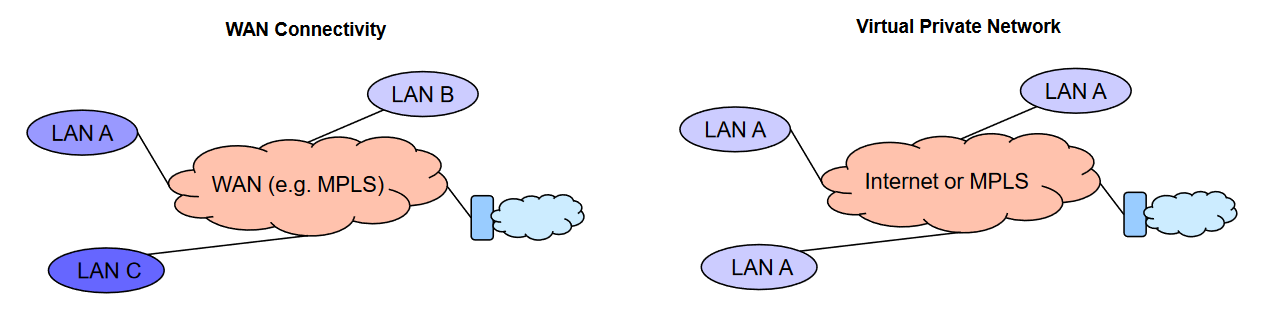 WAN Connectivity
LAN B
LAN A
WAN (e.g. MPLS)
LAN C
Virtual Private Network
LAN A
LAN A
Internet or MPLS
LAN A